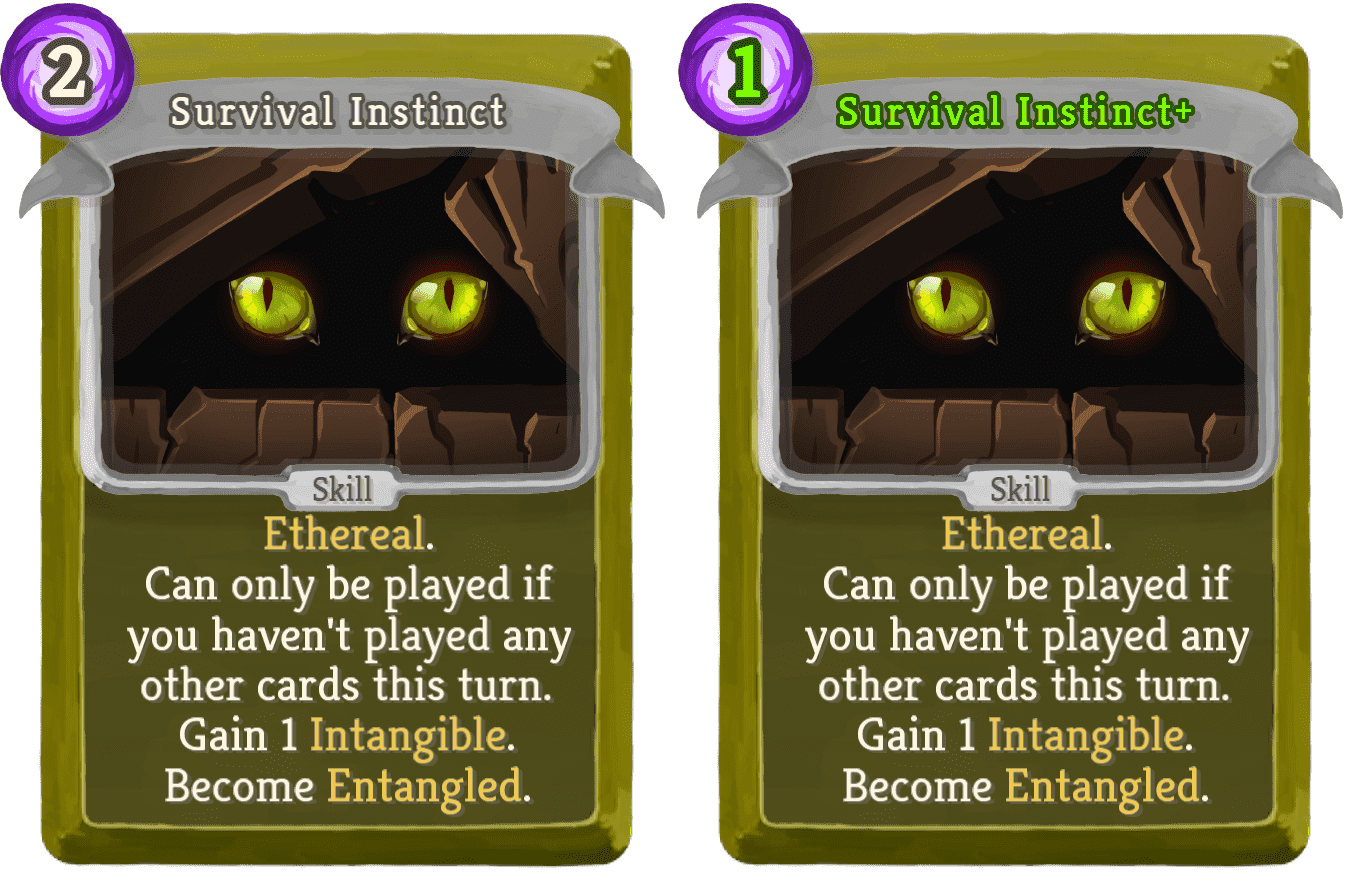 2
Survival Instinct
Skill
Ethereal.
Can only be played if
you haven't played any
other cards this turn.
Gain 1 Intangible.
Become Entangled.
1
Survival Instinct+
Skill
Ethereal.
Can only be played if
you haven't played any
other cards this turn.
Gain 1 Intangible.
Become Entangled.